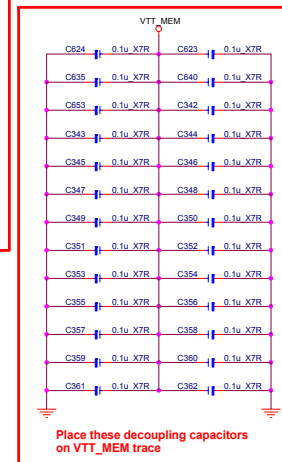 VTT_MEM
C624 0.1u_X7R C623 0.1u_X7R
C635 0.1u_X7R C640 0.1u_X7R
C653 0.1u_X7R C342 0.1u_X7R
C343 0.1u_X7R C344 0.1u_X7R
C345 0.1u_X7R C346 0.1u_X7R
C347 0.1u_X7R C348 0.1u_X7R
C349 0.1u_X7R C350 0.1u_X7R
C351 0.1u_X7R C352 0.1u_X7R
C353 0.1u_X7R C354 0.1u_X7R
C355 0.1u_X7R C356 0.1u_X7R
C357 0.1u_X7R C358 0.1u_X7R
C359 0.1u_X7R C360 0.1u_X7R
C361 0.1u_X7R C362 0.1u_X7R
Place these decoupling capacitors
on VTT_MEM trace